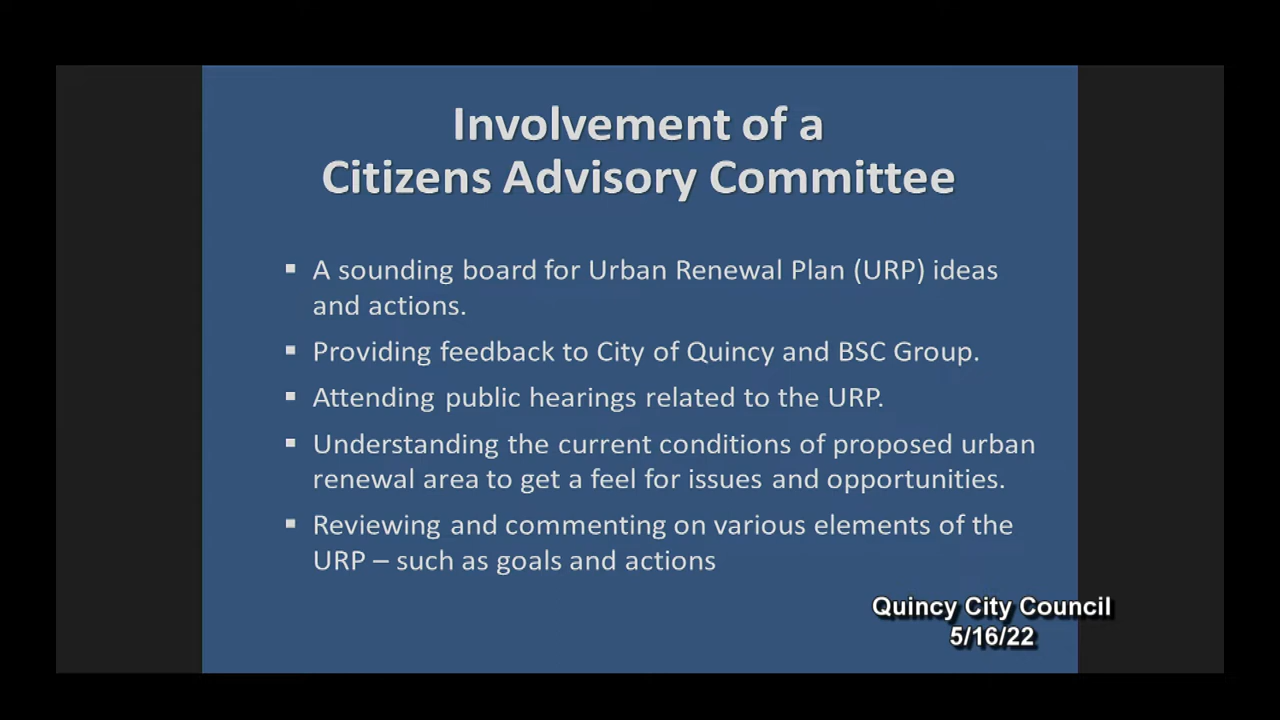 Involvement of a
Citizens Advisory Committee
▪ A sounding board for Urban Renewal Plan (URP) ideas
and actions.
▪ Providing feedback to City of Quincy and BSC Group.
▪ Attending public hearings related to the URP.
▪ Understanding the current conditions of proposed urban
renewal area to get a feel for issues and opportunities.
▪ Reviewing and commenting on various elements of the
URP – such as goals and actions
Quincy City Council
5/16/22